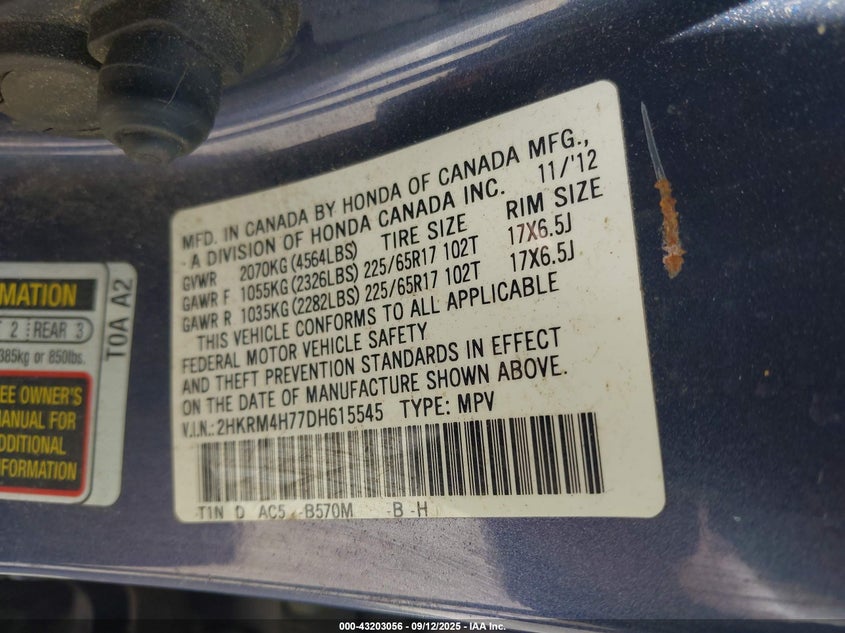 MFD. IN CANADA BY HONDA OF CANADA MFG.,
A DIVISION OF HONDA CANADA INC. 11/'12
GVWR 2070KG(4564LBS) TIRE SIZE RIM SIZE
GAWR F 1055KG(2326LBS) 225/65R17 102T 17X6.5J
GAWR R 1035KG(2282LBS) 225/65R17 102T 17X6.5J
THIS VEHICLE CONFORMS TO ALL APPLICABLE
FEDERAL MOTOR VEHICLE SAFETY
AND THEFT PREVENTION STANDARDS IN EFFECT
ON THE DATE OF MANUFACTURE SHOWN ABOVE.
V.I.N.: 2HKRM4H77DH615545 TYPE: MPV
T1N D AC5 -B570M -B -H
MATION
2 REAR 3
385kg or 850lbs.
EE OWNER'S
ANUAL FOR
DDITIONAL
FORMATION
T0A A2
000-43203056 - 09/12/2025 - IAA Inc.